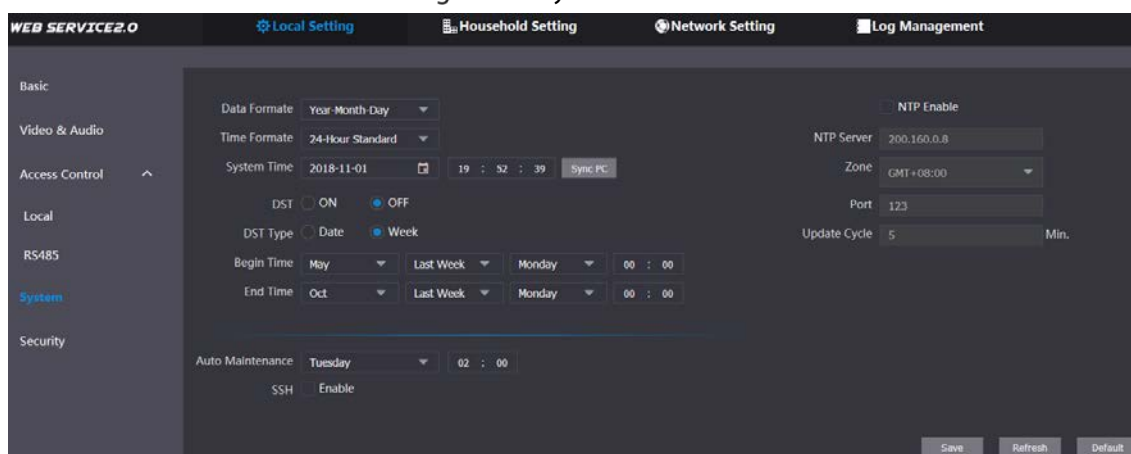 WEB SERVICE2.0 Local Setting Household Setting Network Setting Log Management
Basic
Video & Audio
Access Control
Local
RS485
System
Security
Data Formate Year-Month-Day
Time Formate 24-Hour Standard
System Time 2018-11-01 19 : 52 : 39 Sync PC
DST ON OFF
DST Type Date Week
Begin Time May Last Week Monday 00 : 00
End Time Oct Last Week Monday 00 : 00
Auto Maintenance Tuesday 02 : 00
SSH Enable
NTP Enable
NTP Server 200.160.0.8
Zone GMT+08:00
Port 123
Update Cycle 5 Min.
Save Refresh Default